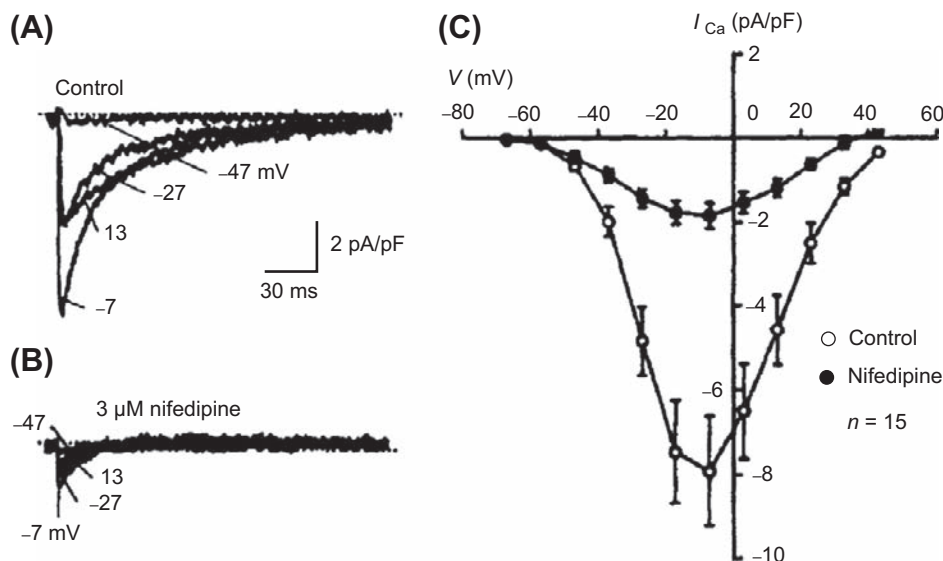 (A)
Control
−47 mV
−27
13
−7
2 pA/pF
30 ms
(B)
3 μM nifedipine
−47
13
−27
−7 mV
(C)
I Ca (pA/pF)
V (mV)
2
−80 −60 −40 −20 0 20 40 60
−2
−4
−6
−8
−10
Control
Nifedipine
n = 15